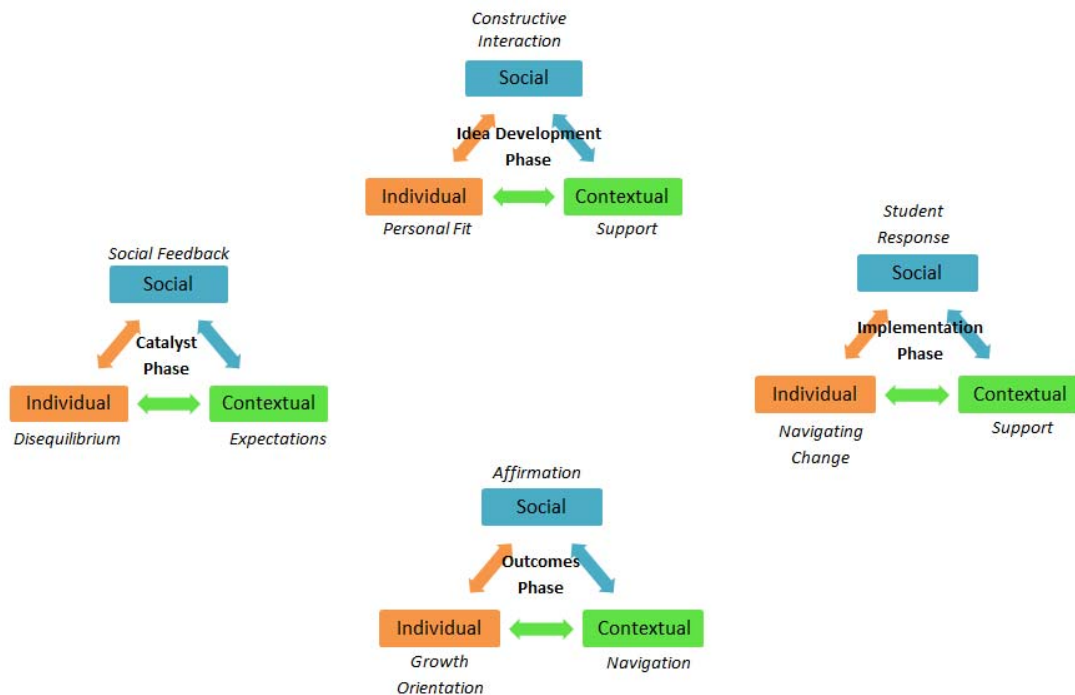 Constructive
Interaction
Social
Idea Development
Phase
Individual
Contextual
Personal Fit
Support
Social Feedback
Social
Catalyst
Phase
Individual
Contextual
Disequilibrium
Expectations
Student
Response
Social
Implementation
Phase
Individual
Contextual
Navigating
Change
Support
Affirmation
Social
Outcomes
Phase
Individual
Contextual
Growth
Orientation
Navigation